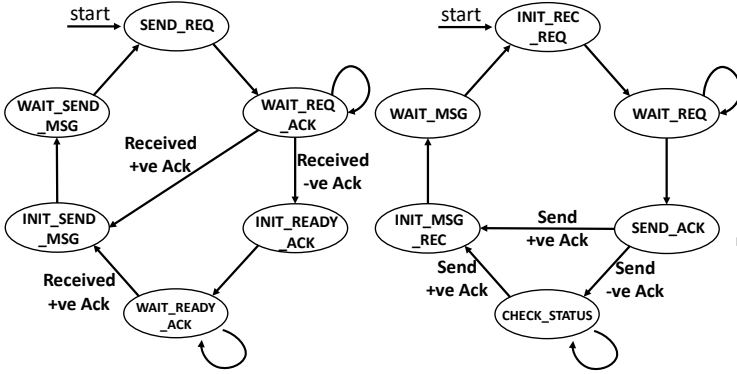 start
SEND_REQ
WAIT_SEND
_MSG
WAIT_REQ
_ACK
Received
+ve Ack
Received
-ve Ack
INIT_SEND
_MSG
INIT_READY
_ACK
Received
+ve Ack
WAIT_READY
_ACK
start
INIT_REC
_REQ
WAIT_MSG
WAIT_REQ
INIT_MSG
_REC
Send
+ve Ack
SEND_ACK
Send
+ve Ack
Send
-ve Ack
CHECK_STATUS